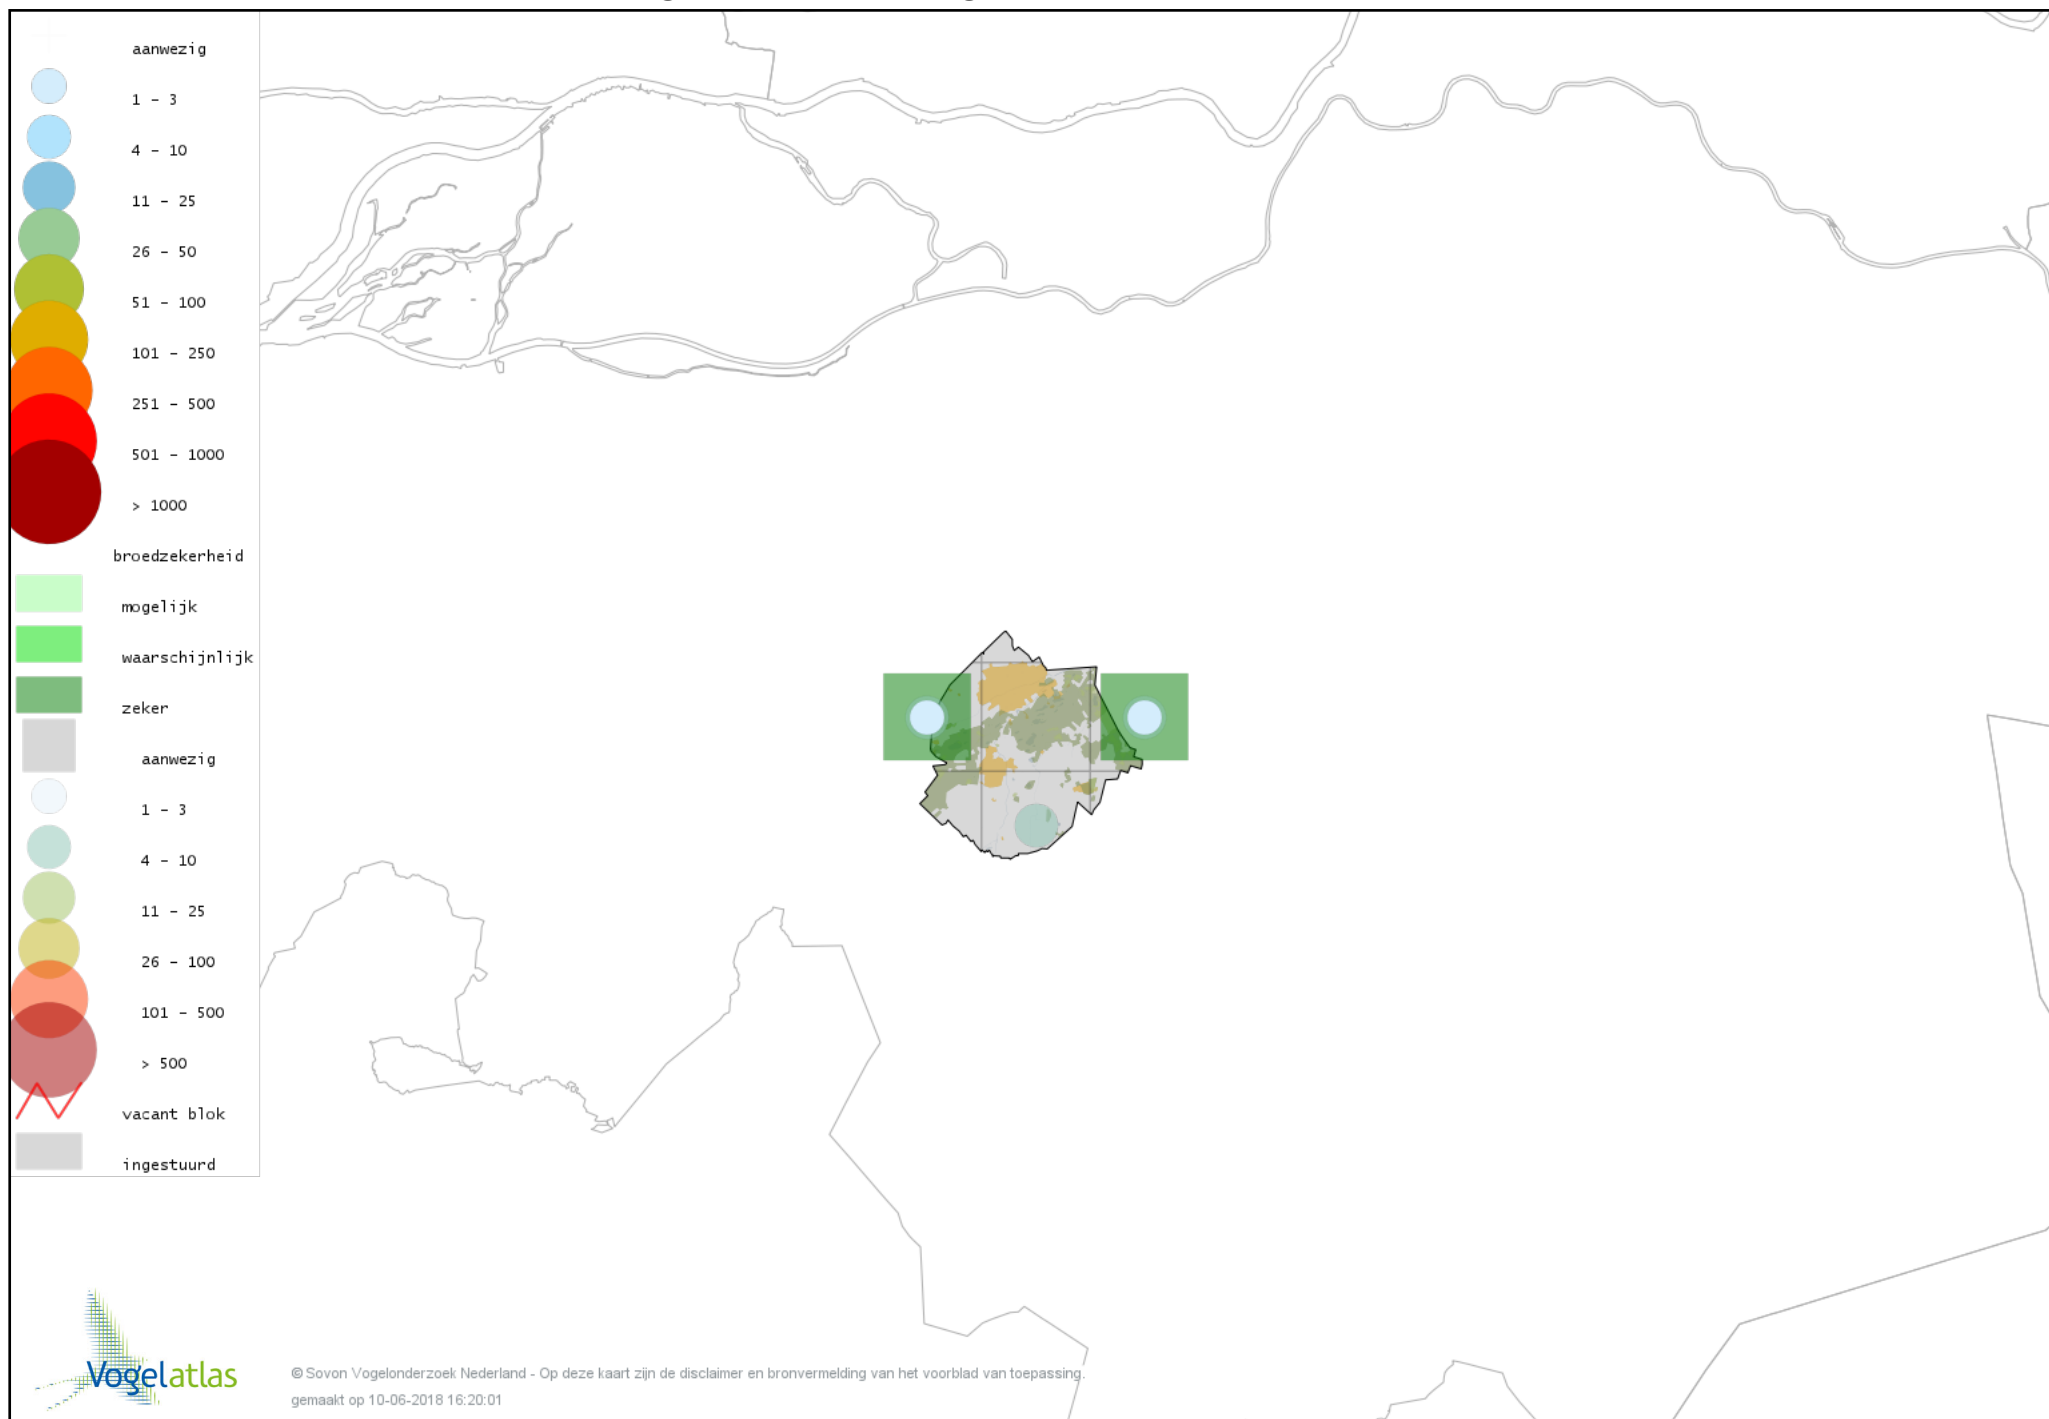 aanwezig
1 - 3
4 - 10
11 - 25
26 - 50
51 - 100
101 - 250
251 - 500
501 - 1000
> 1000
broedzekerheid
mogelijk
waarschijnlijk
zeker
aanwezig
1 - 3
4 - 10
11 - 25
26 - 100
101 - 500
> 500
vacant blok
ingestuurd
Vogelatlas
© Sovon Vogelonderzoek Nederland - Op deze kaart zijn de disclaimer en bronvermelding van het voorblad van toepassing.
gemaakt op 10-06-2018 16:20:01